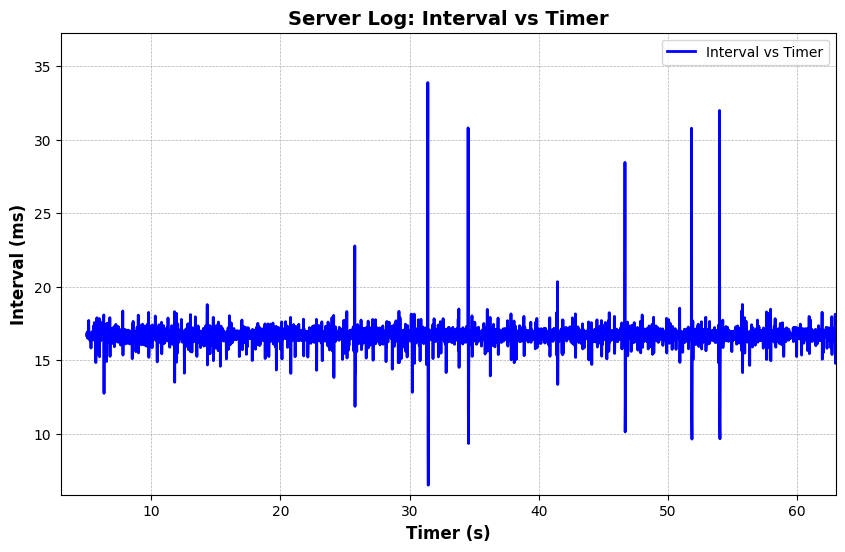 Server Log: Interval vs Timer
Interval vs Timer
35
30
25
20
15
10
Interval (ms)
10 20 30 40 50 60
Timer (s)